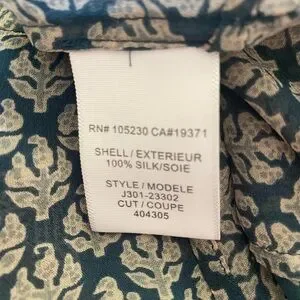 RN# 105230 CA#19371
SHELL/EXTERIEUR
100% SILK/SOIE
STYLE/MODELE
J301-23302
CUT/COUPE
404305